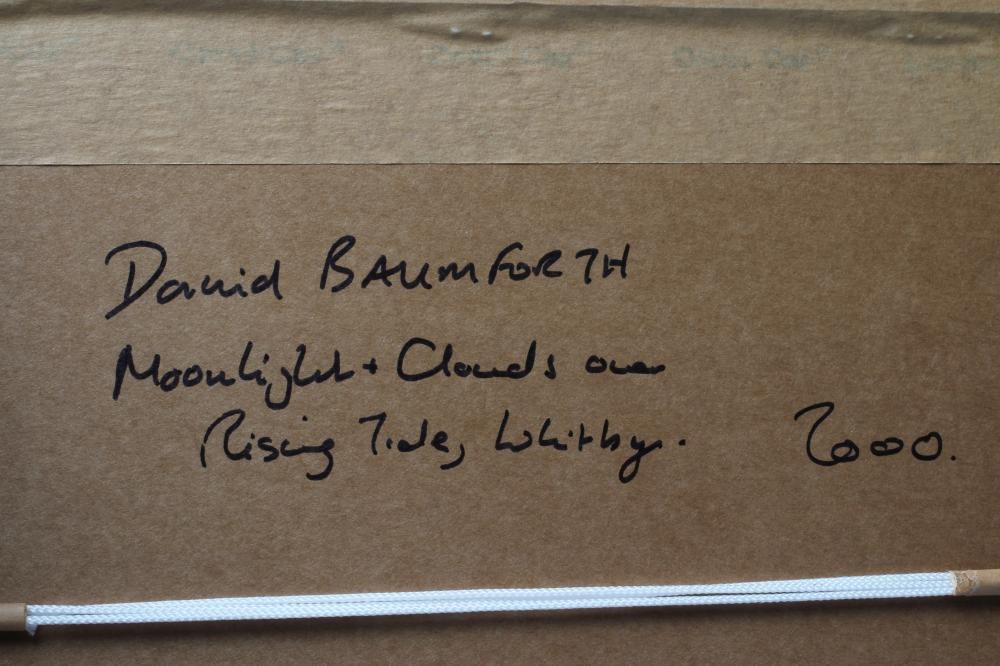 David BAUMFORTH
Moonlight + Clouds over
Rising Tide, Whitby. 2000.